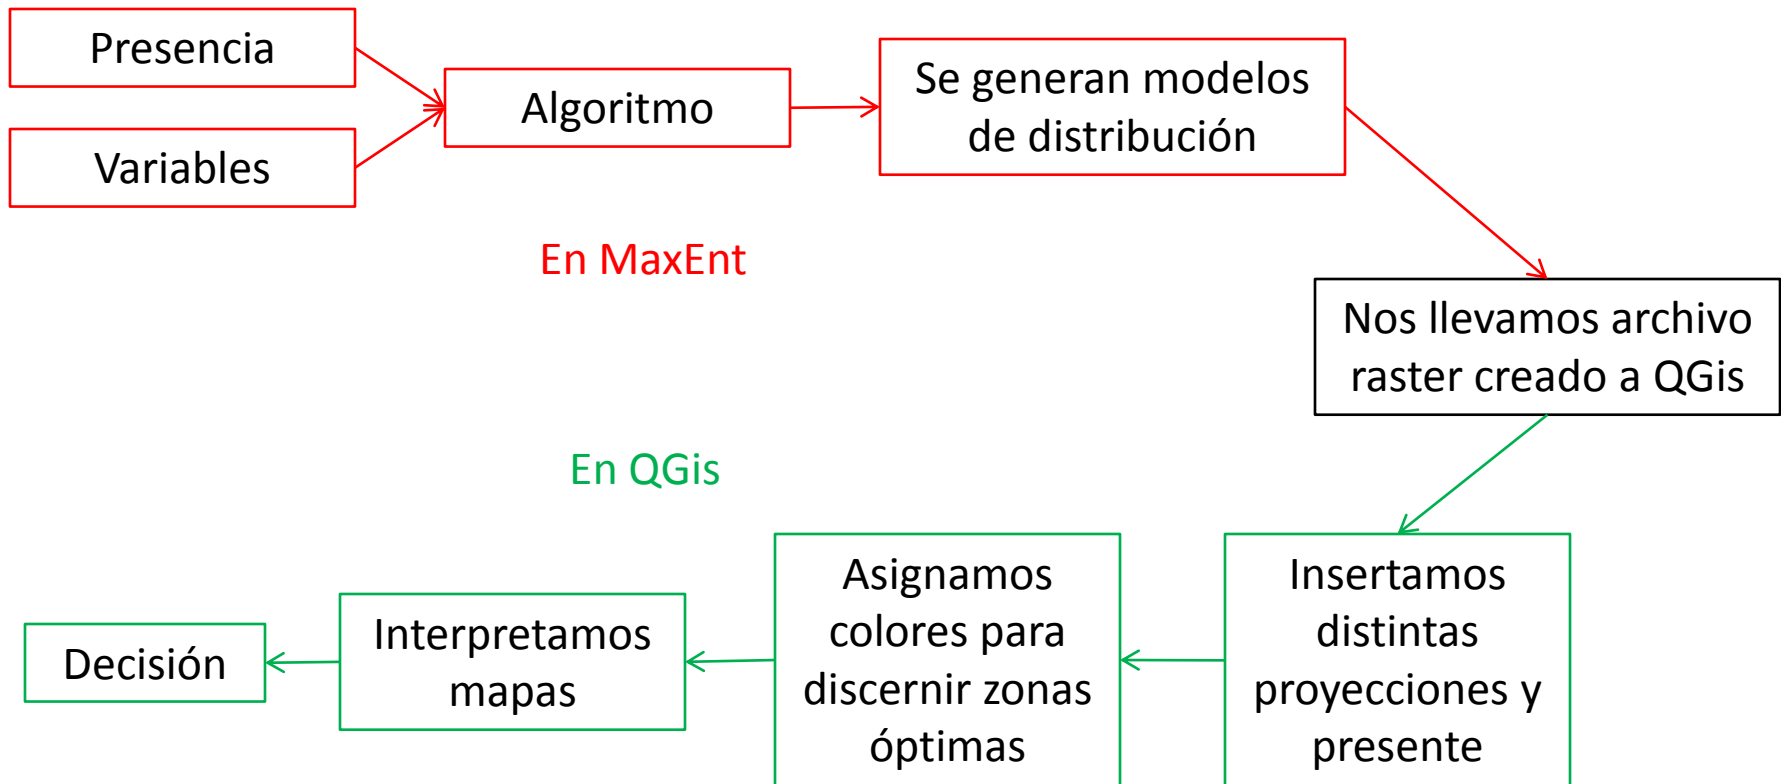 Presencia
Variables
Algoritmo
Se generan modelos
de distribución
En MaxEnt
Nos llevamos archivo
raster creado a QGis
En QGis
Insertamos
distintas
proyecciones y
presente
Asignamos
colores para
discernir zonas
óptimas
Interpretamos
mapas
Decisión